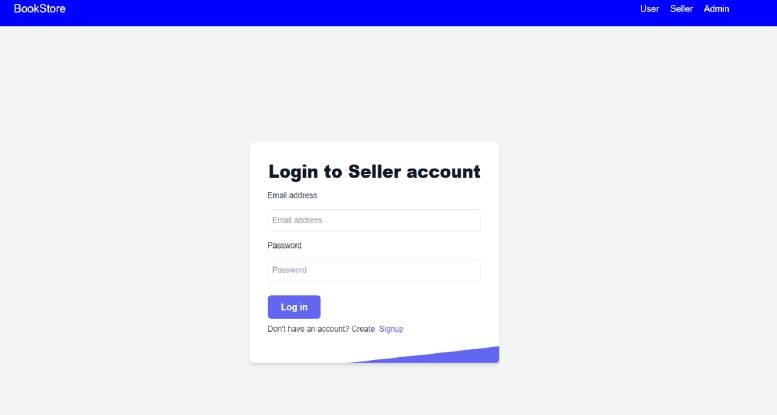 BookStore
User Seller Admin
Login to Seller account
Email address
Email address
Password
Password
Log in
Don't have an account? Create Signup